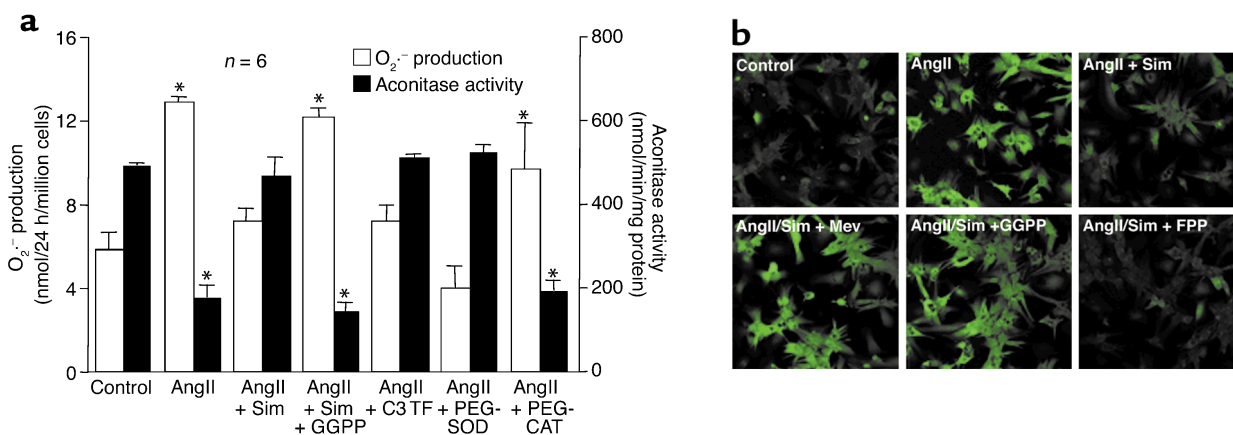 a
16
12
8
4
0
O₂·⁻ production
(nmol/24 h/million cells)
n = 6
O₂·⁻ production
Aconitase activity
*
*
*
*
*
*
800
600
400
200
0
Aconitase activity
(nmol/min/mg protein)
Control
AngII
AngII
+ Sim
AngII
+ Sim
+ GGPP
AngII
+ C3 TF
AngII
+ PEG-
SOD
AngII
+ PEG-
CAT
b
Control
AngII
AngII + Sim
AngII/Sim + Mev
AngII/Sim +GGPP
AngII/Sim + FPP